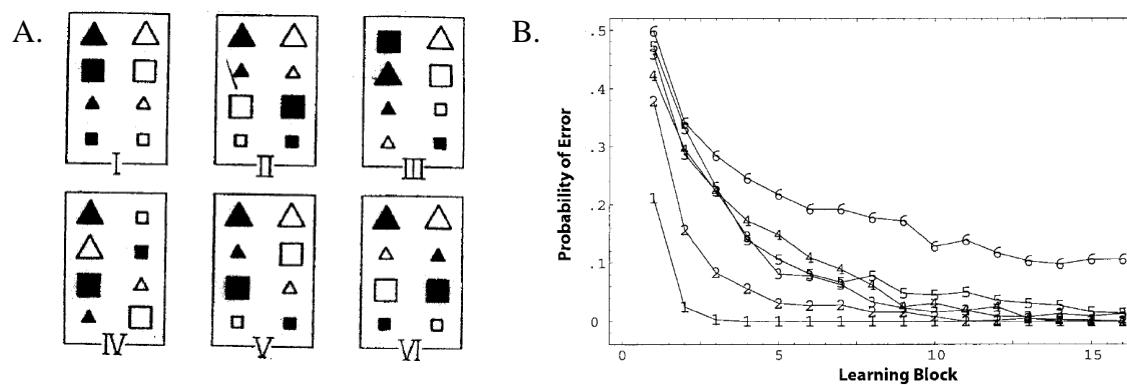 A.
I II III
IV V VI
B.
Probability of Error
.5
.4
.3
.2
.1
0
0 5 10 15
Learning Block